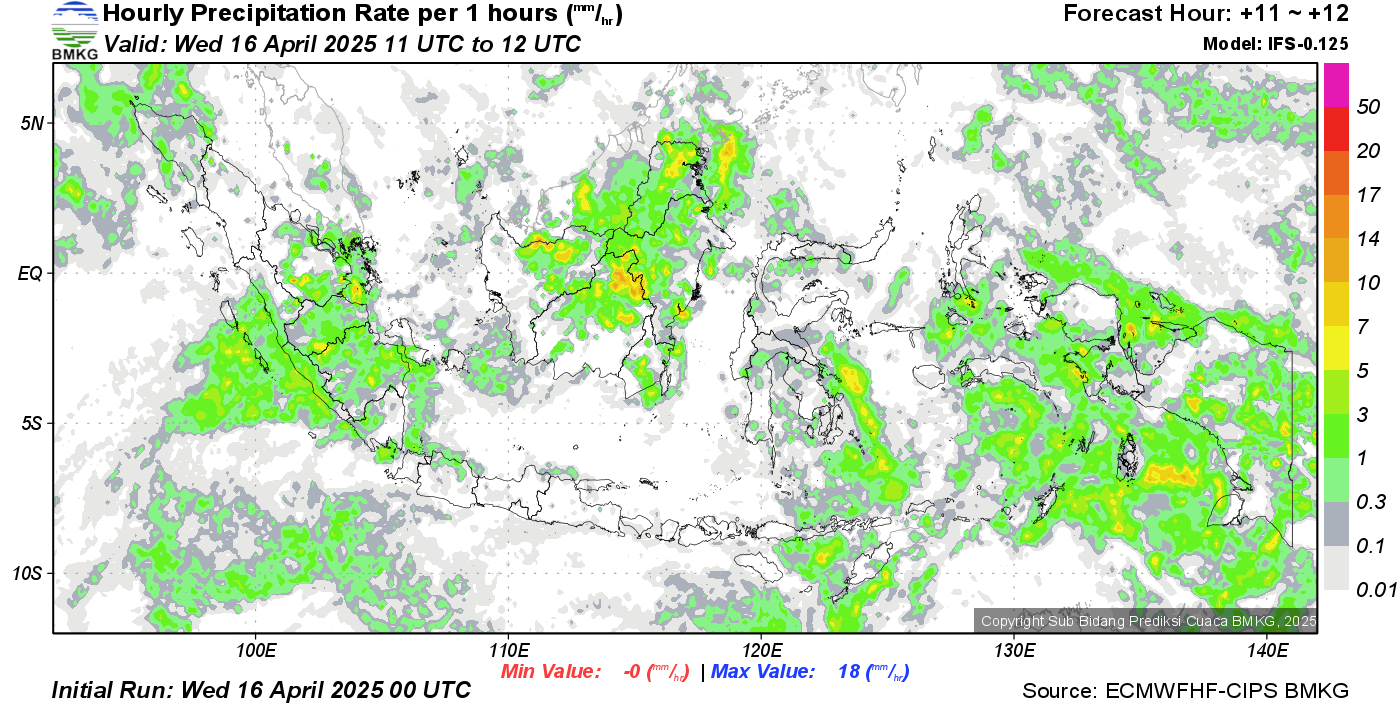 BMKG
Hourly Precipitation Rate per 1 hours (mm/hr)
Valid: Wed 16 April 2025 11 UTC to 12 UTC
Forecast Hour: +11 ~ +12
Model: IFS-0.125
5N
EQ
5S
10S
100E
110E
120E
130E
140E
50
20
17
14
10
7
5
3
1
0.3
0.1
0.01
Copyright Sub Bidang Prediksi Cuaca BMKG, 2025
Min Value: -0 (mm/hr) | Max Value: 18 (mm/hr)
Initial Run: Wed 16 April 2025 00 UTC
Source: ECMWFHF-CIPS BMKG